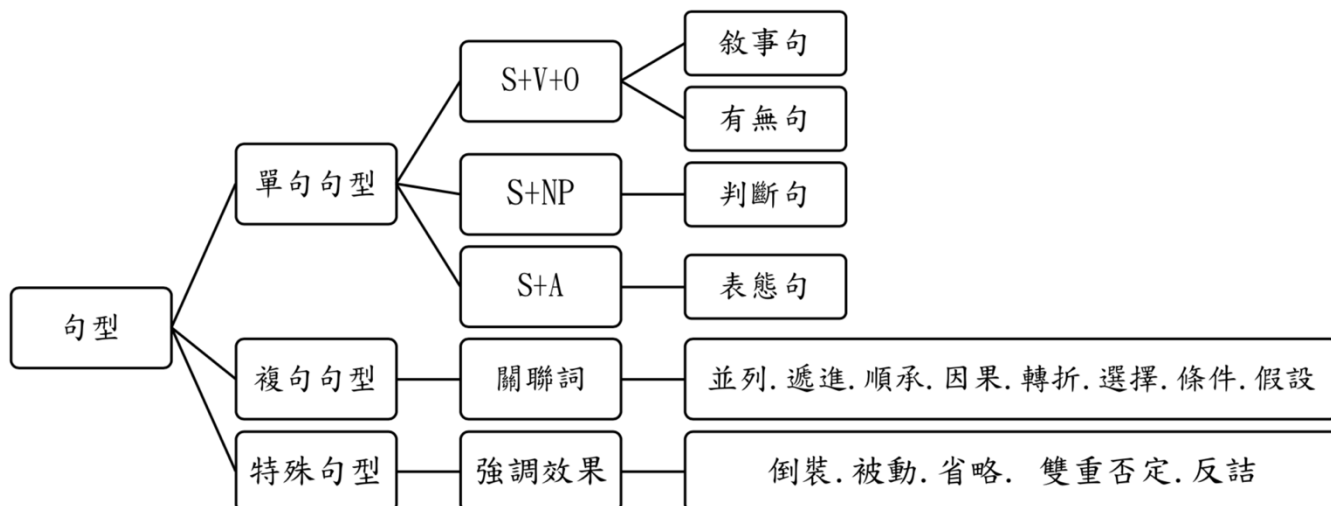 句型
單句句型
S+V+O
敘事句
有無句
S+NP
判斷句
S+A
表態句
複句句型
關聯詞
並列.遞進.順承.因果.轉折.選擇.條件.假設
特殊句型
強調效果
倒裝.被動.省略. 雙重否定.反詰